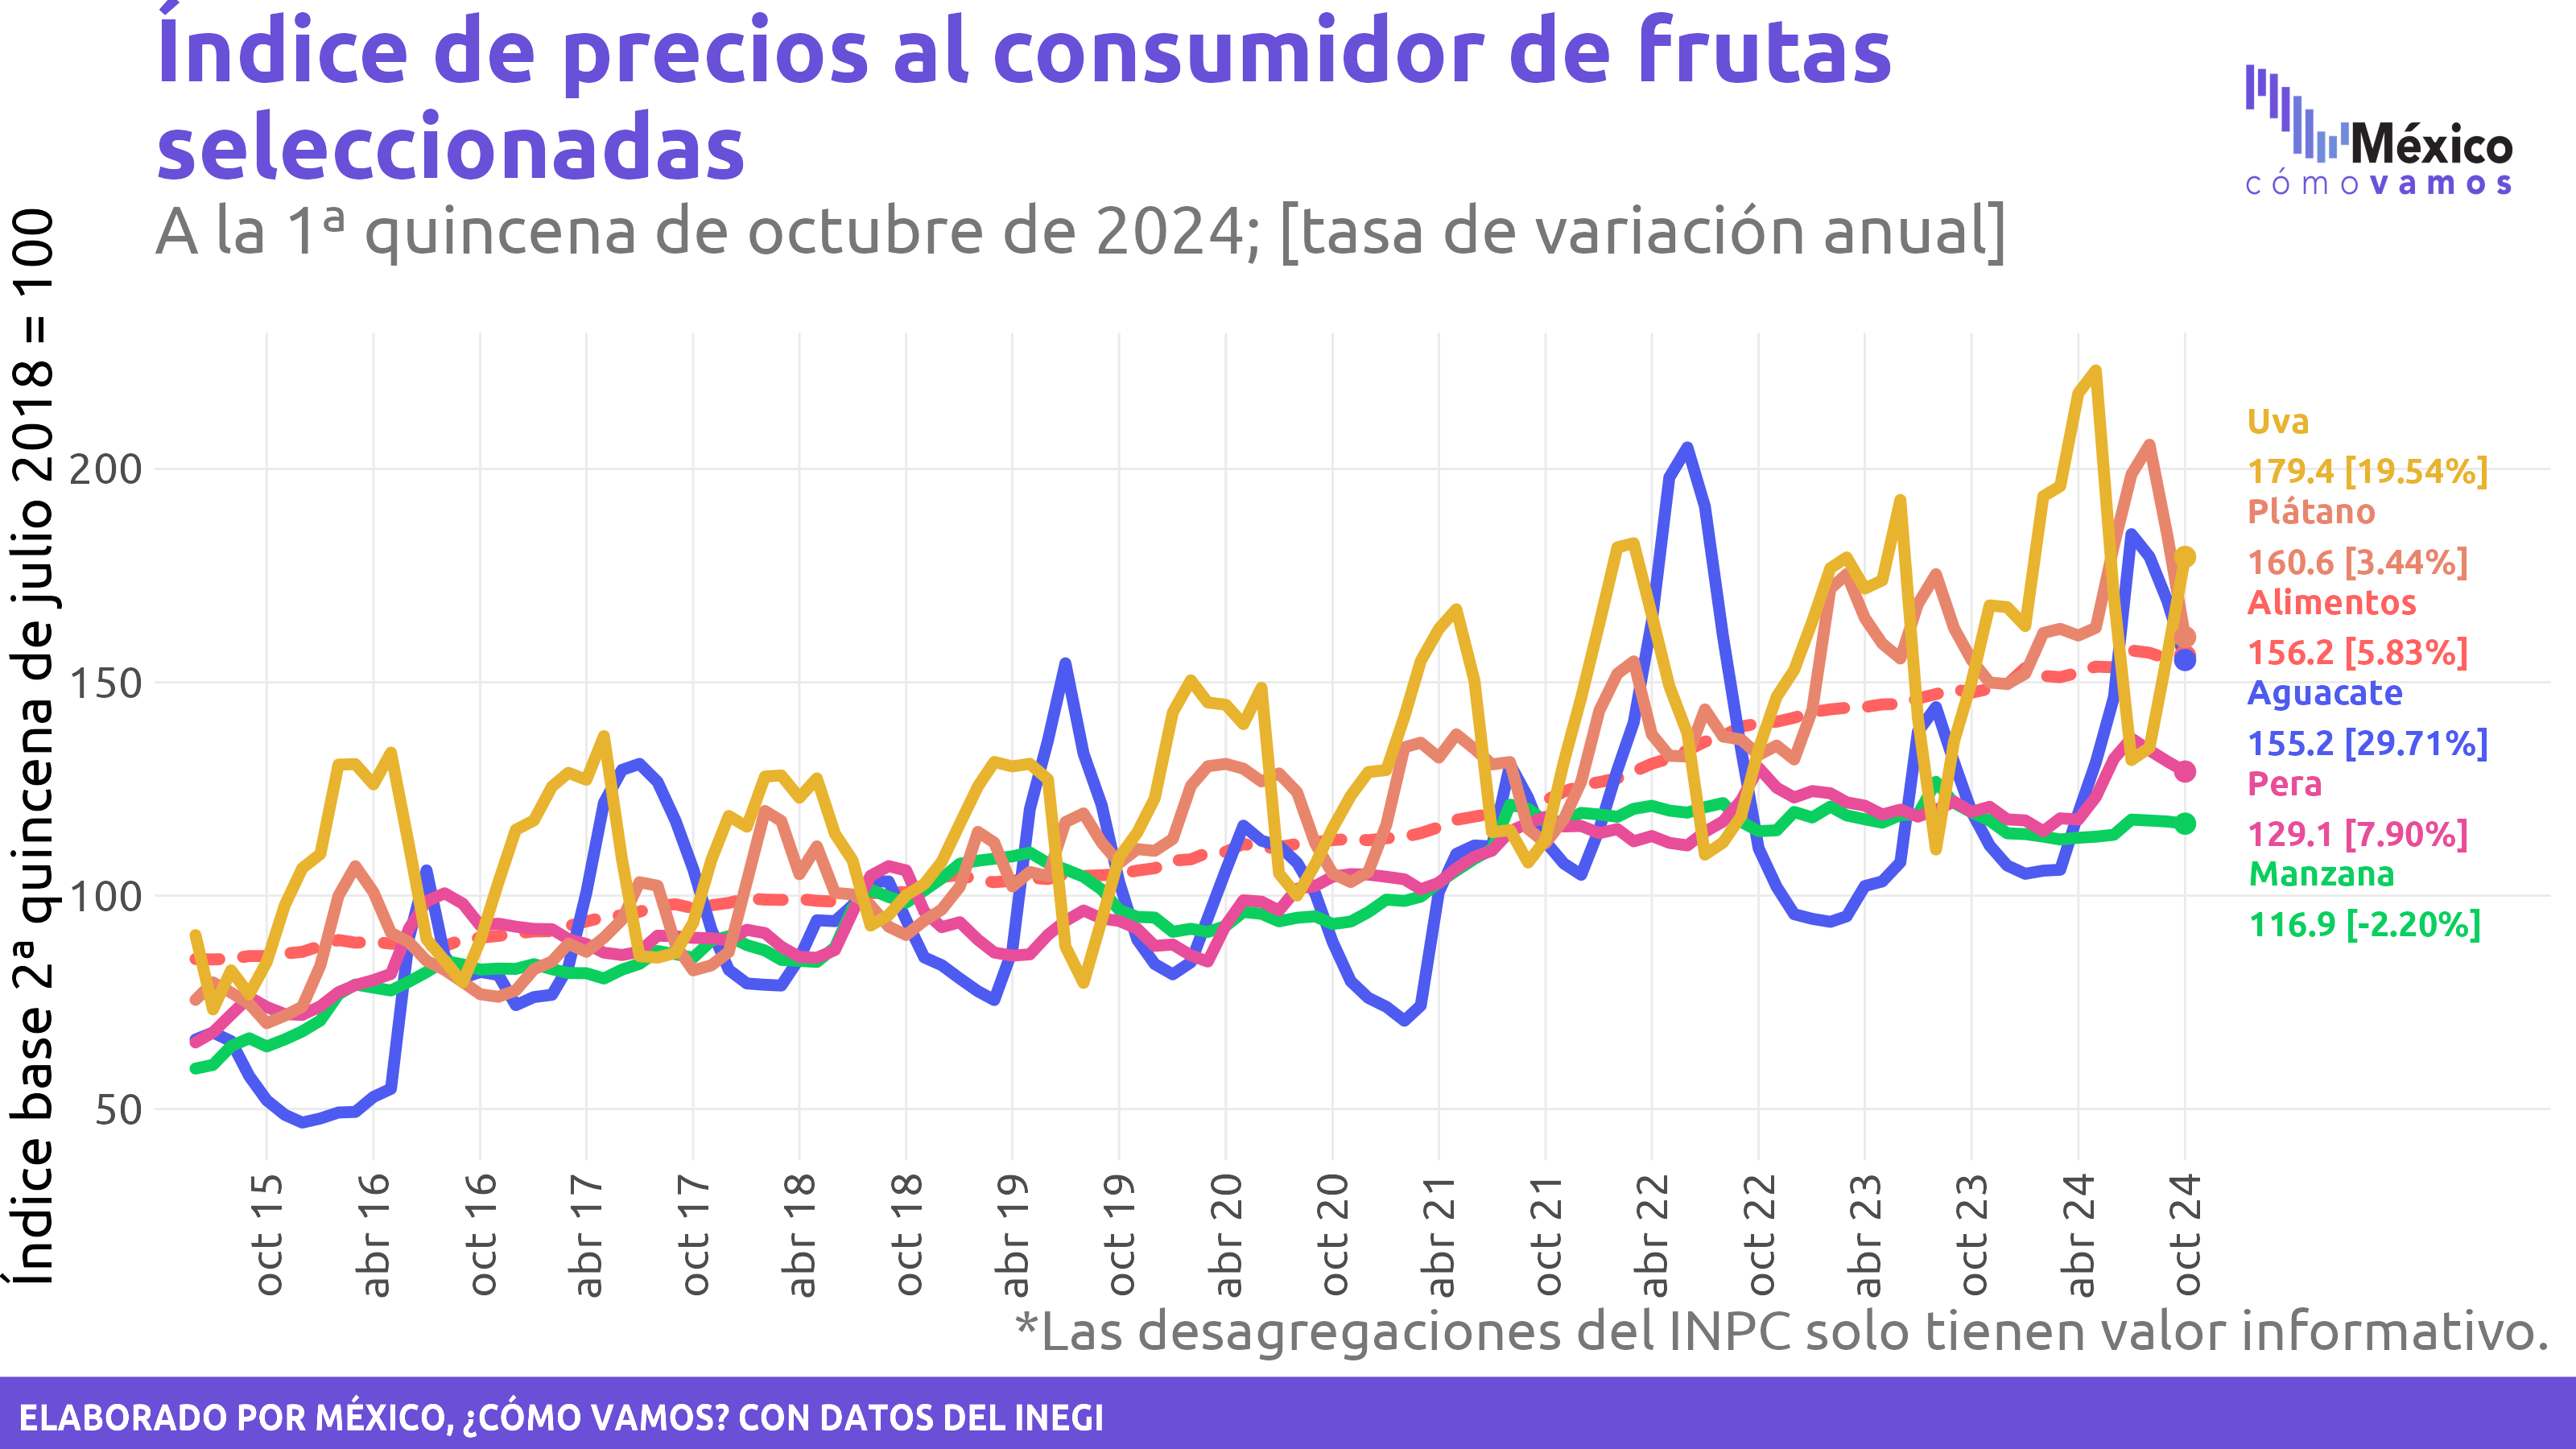 Índice de precios al consumidor de frutas
seleccionadas
A la 1ª quincena de octubre de 2024; [tasa de variación anual]
México
cómo vamos
Índice base 2ª quincena de julio 2018 = 100
200
150
100
50
Uva
179.4 [19.54%]
Plátano
160.6 [3.44%]
Alimentos
156.2 [5.83%]
Aguacate
155.2 [29.71%]
Pera
129.1 [7.90%]
Manzana
116.9 [-2.20%]
oct 15
abr 16
oct 16
abr 17
oct 17
abr 18
oct 18
abr 19
oct 19
abr 20
oct 20
abr 21
oct 21
abr 22
oct 22
abr 23
oct 23
abr 24
oct 24
*Las desagregaciones del INPC solo tienen valor informativo.
ELABORADO POR MÉXICO, ¿CÓMO VAMOS? CON DATOS DEL INEGI